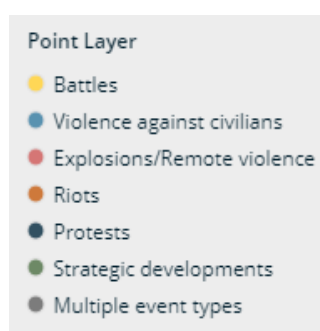 Point Layer
Battles
Violence against civilians
Explosions/Remote violence
Riots
Protests
Strategic developments
Multiple event types